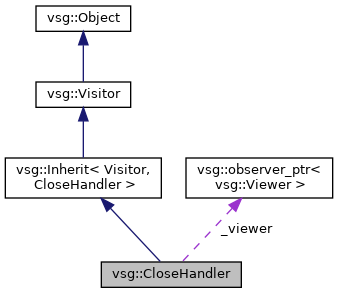 vsg::Object
vsg::Visitor
vsg::Inherit< Visitor,
CloseHandler >
vsg::observer_ptr<
vsg::Viewer >
_viewer
vsg::CloseHandler